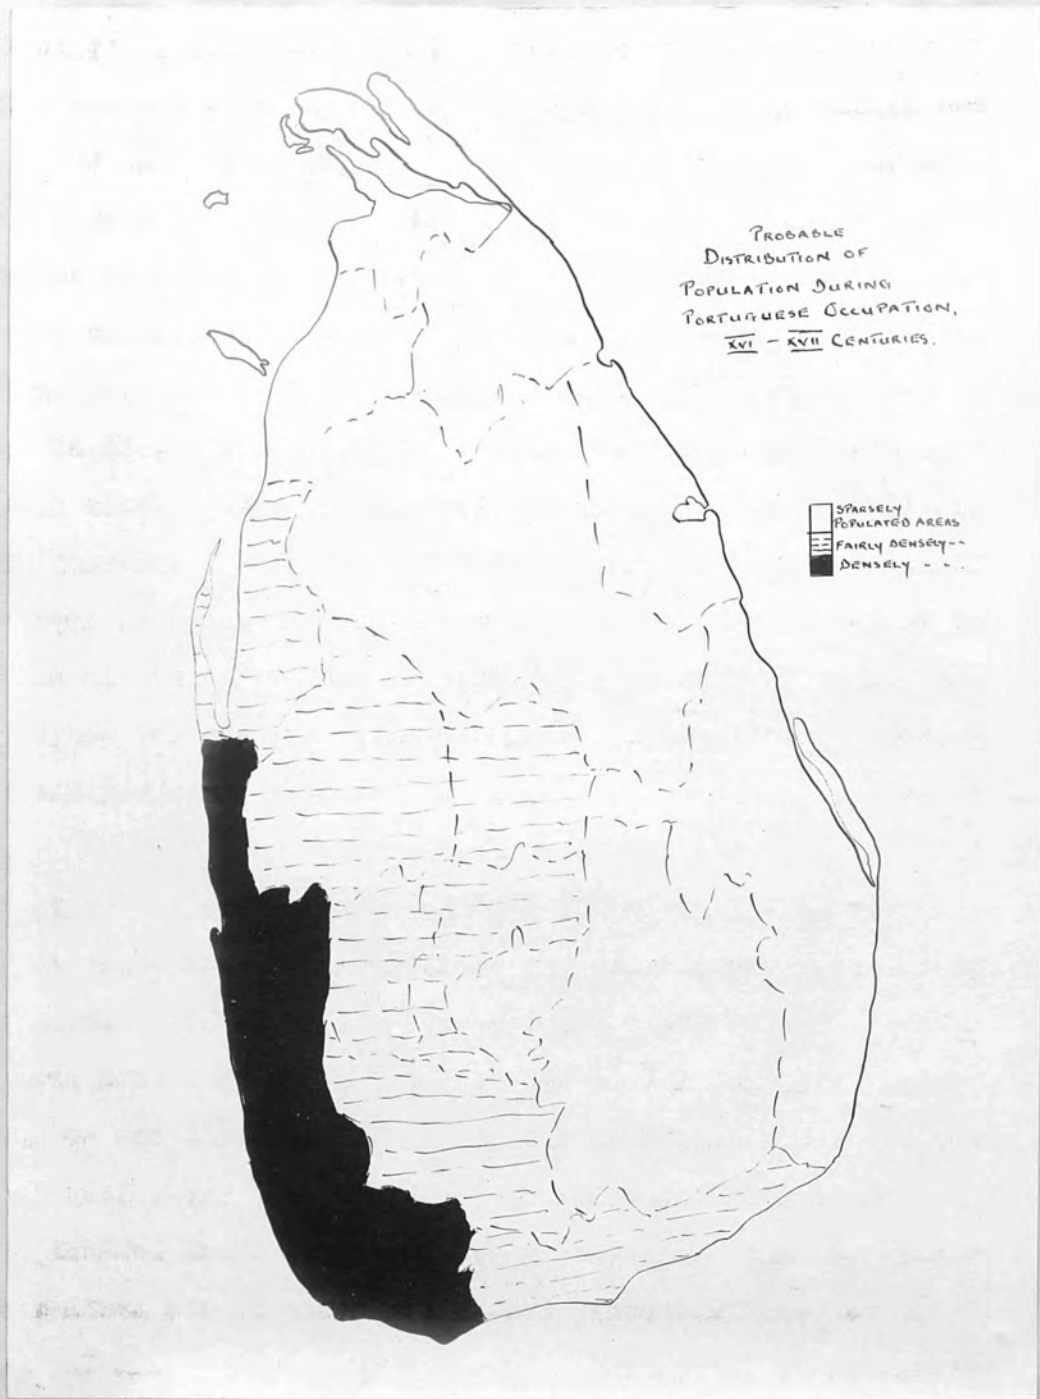 PROBABLE
DISTRIBUTION OF
POPULATION DURING
PORTUGUESE OCCUPATION,
XVI – XVII CENTURIES.
SPARSELY
POPULATED AREAS
FAIRLY DENSELY " "
DENSELY " " .